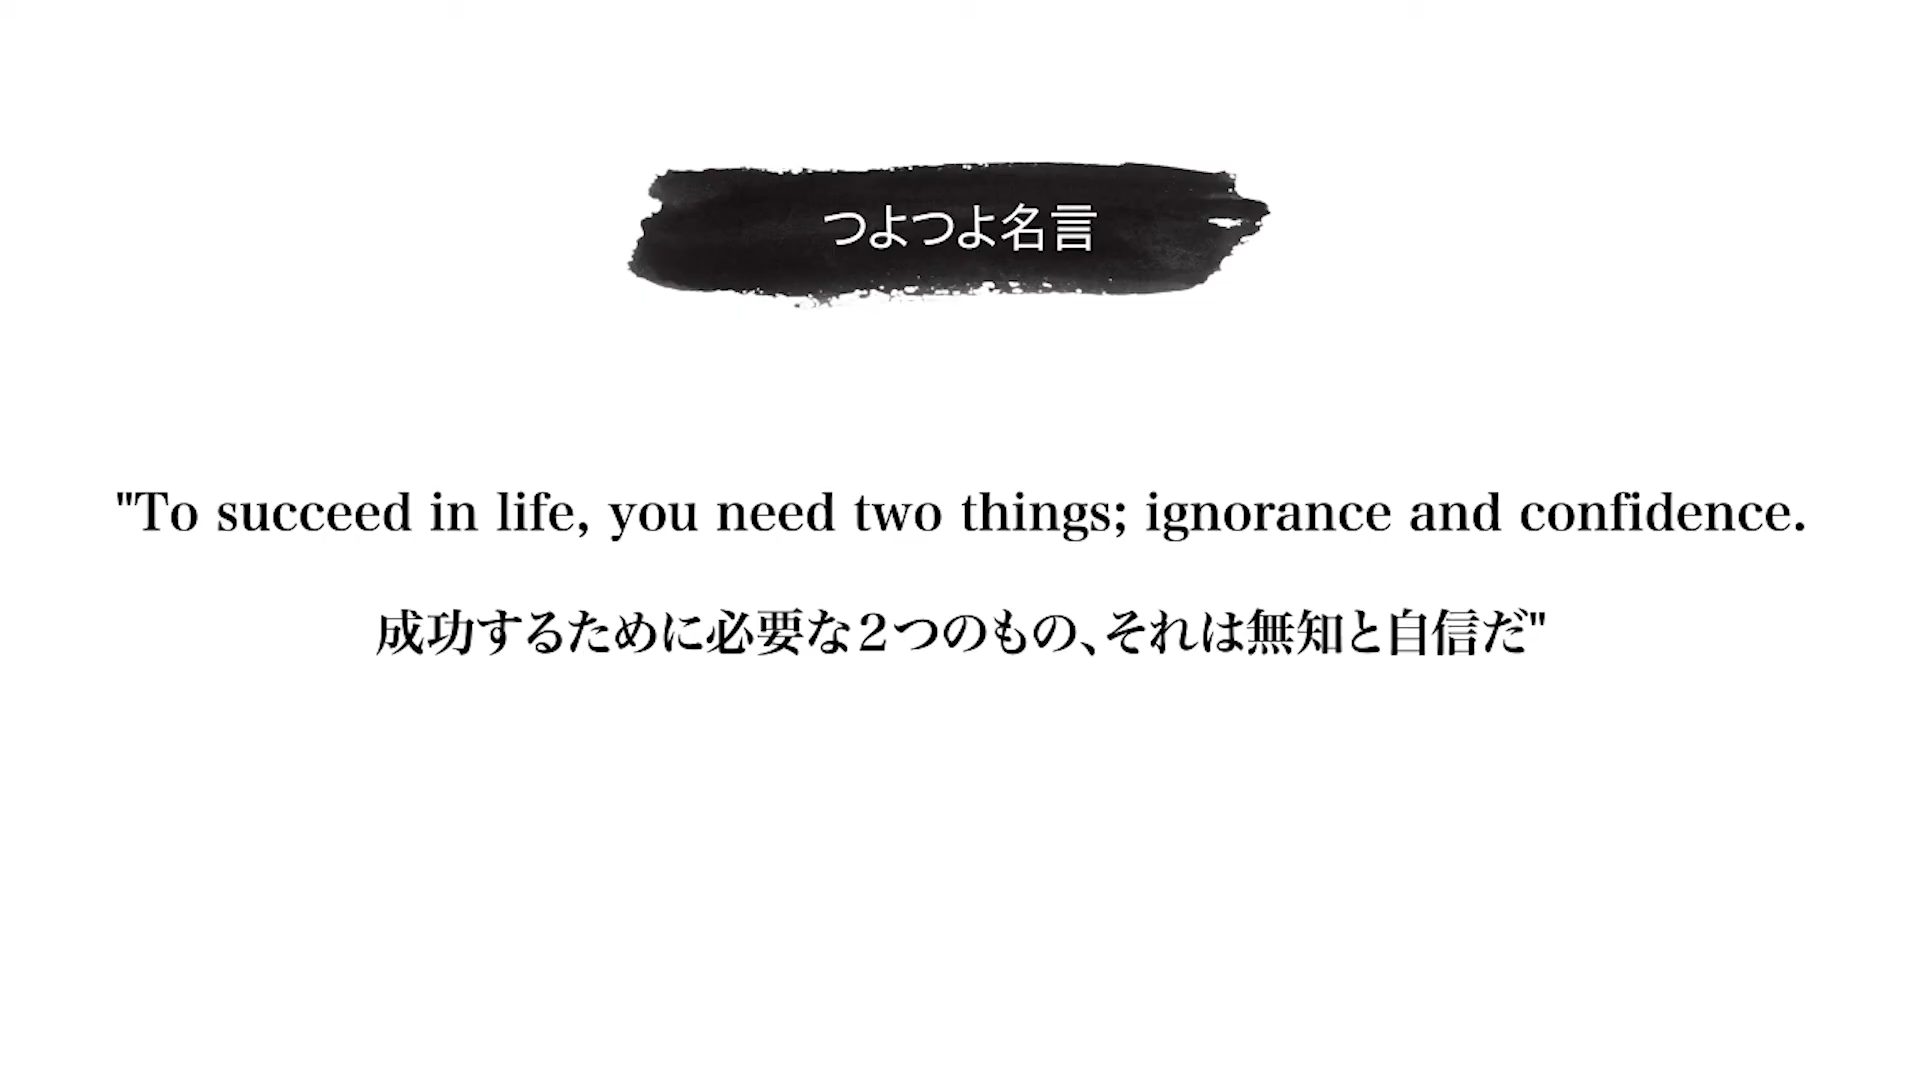 つよつよ名言
"To succeed in life, you need two things; ignorance and confidence.
成功するために必要な２つのもの、それは無知と自信だ"